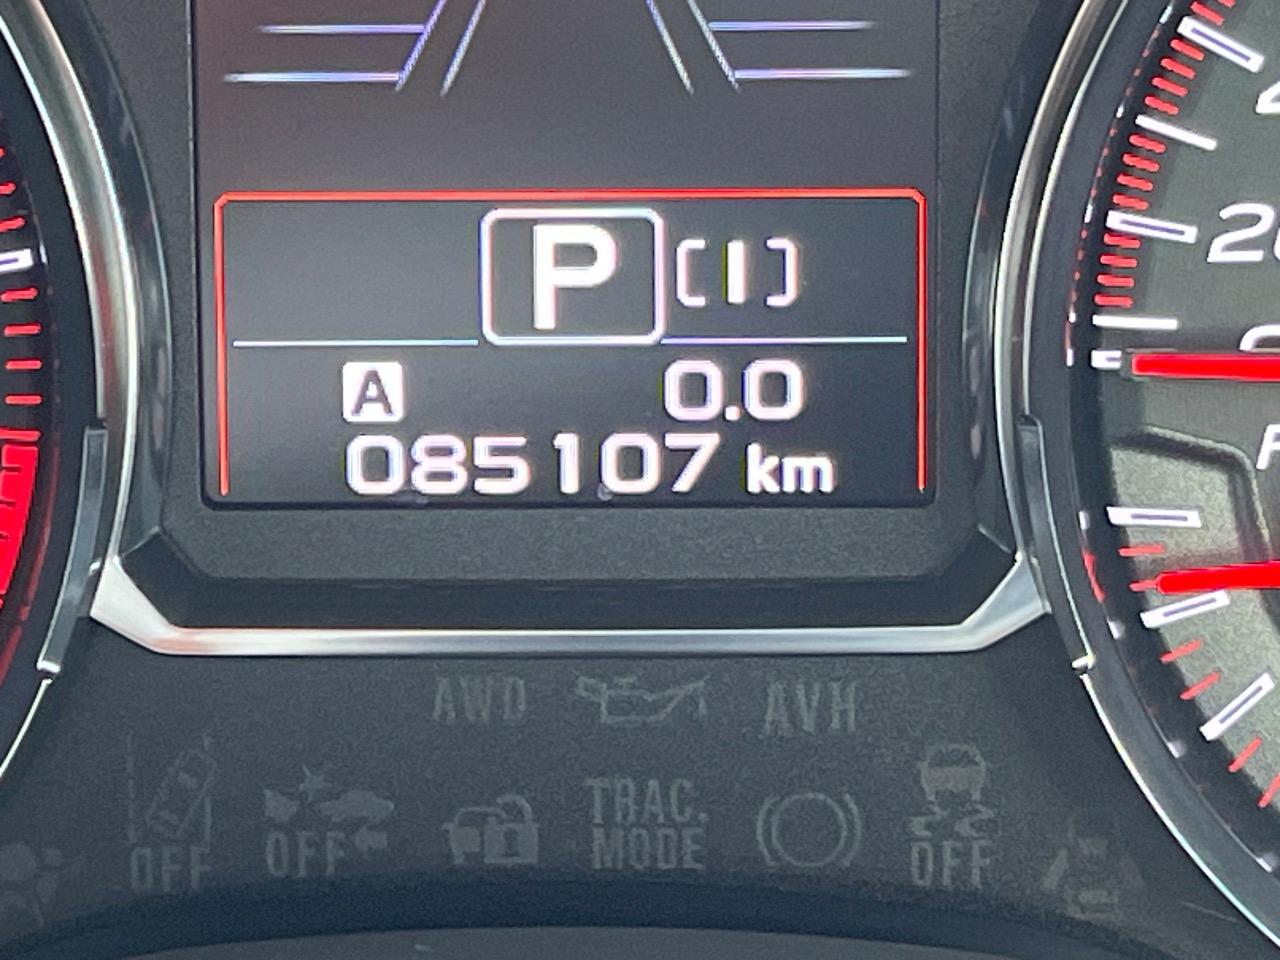 P [I]
A 0.0
085107 km
AWD AVH
OFF OFF TRAC. MODE OFF